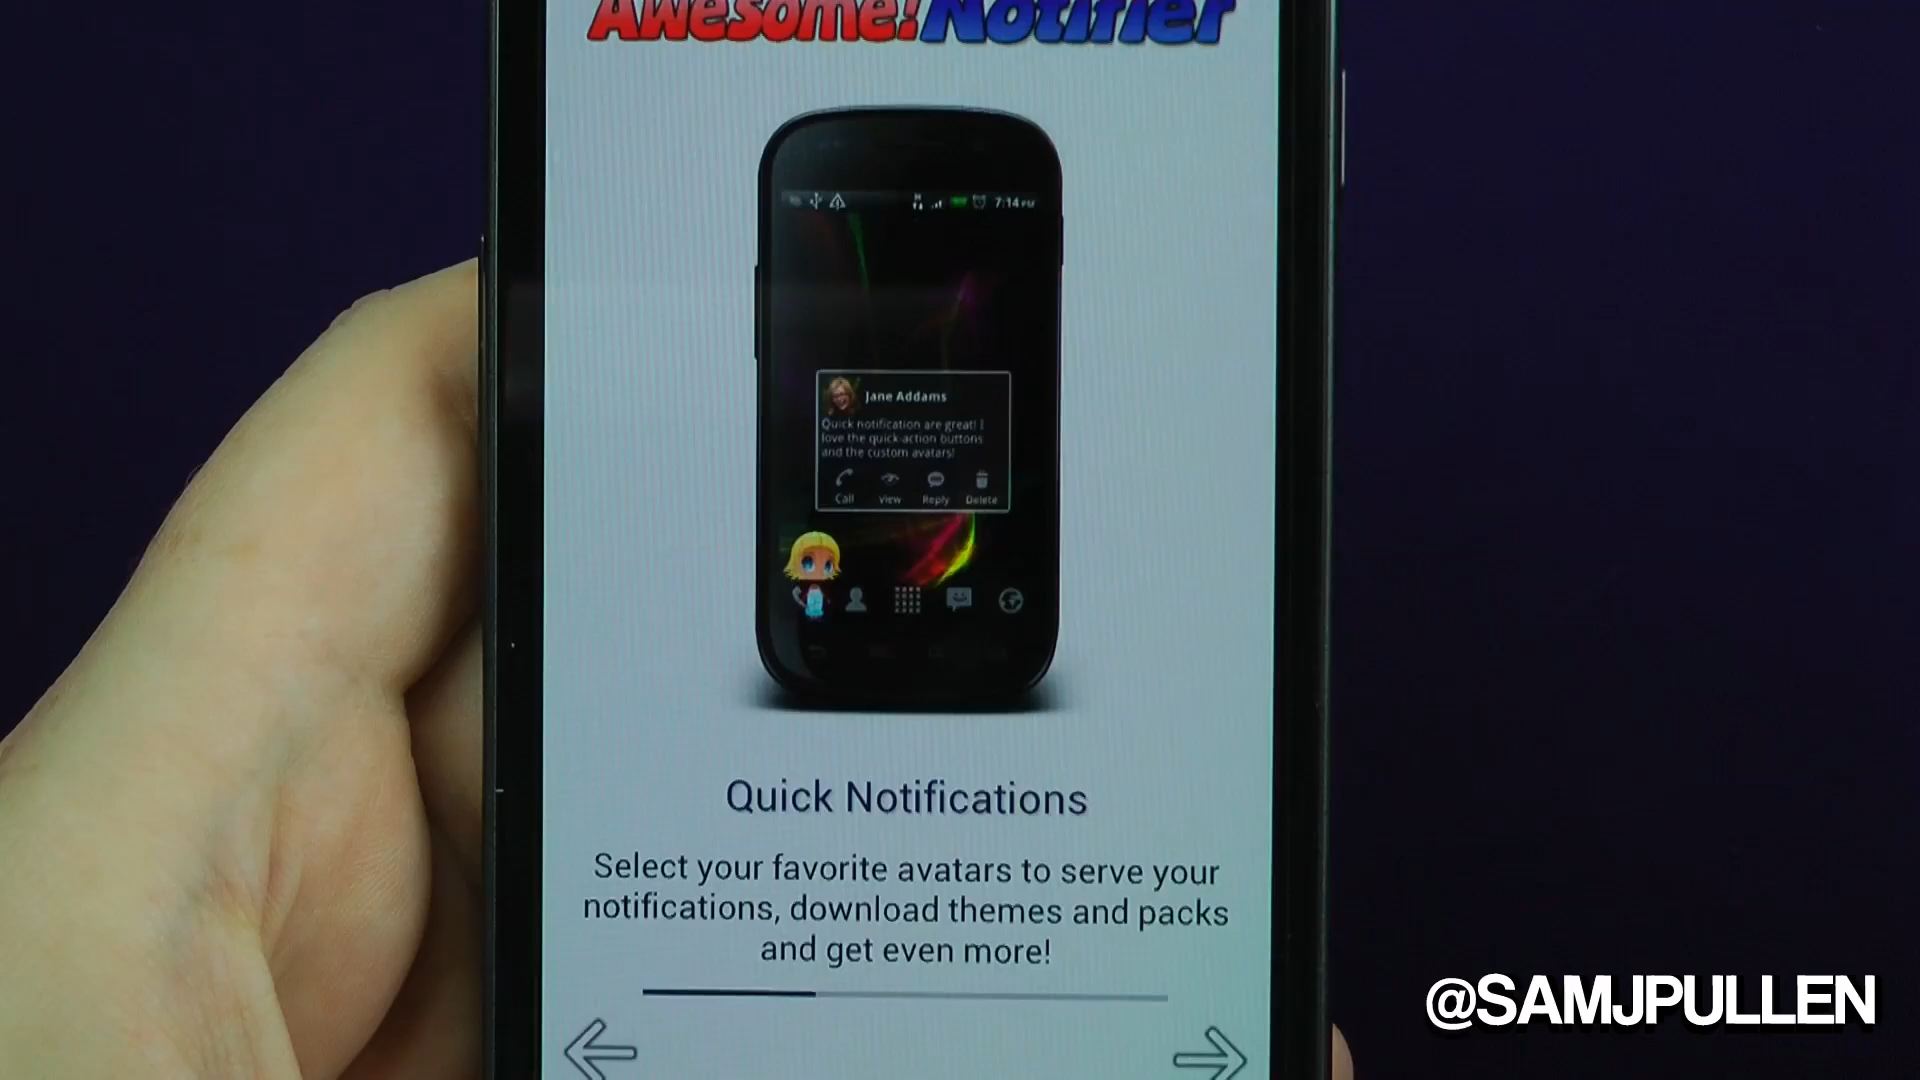 Awesome!Notifier
7:14 PM
Jane Addams
Quick notification are great! I
love the quick action buttons
and the custom avatars!
Call View Reply Delete
Quick Notifications
Select your favorite avatars to serve your
notifications, download themes and packs
and get even more!
@SAMJPULLEN